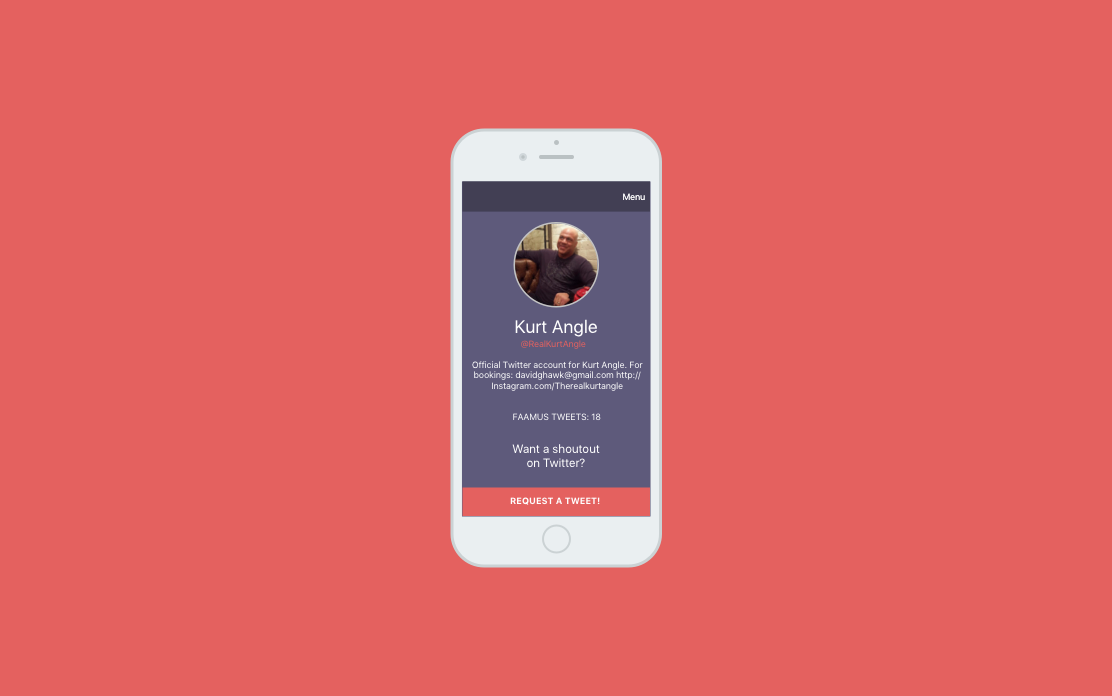 Menu
Kurt Angle
@RealKurtAngle
Official Twitter account for Kurt Angle. For
bookings: davidghawk@gmail.com http://
Instagram.com/Therealkurtangle
FAAMUS TWEETS: 18
Want a shoutout
on Twitter?
REQUEST A TWEET!